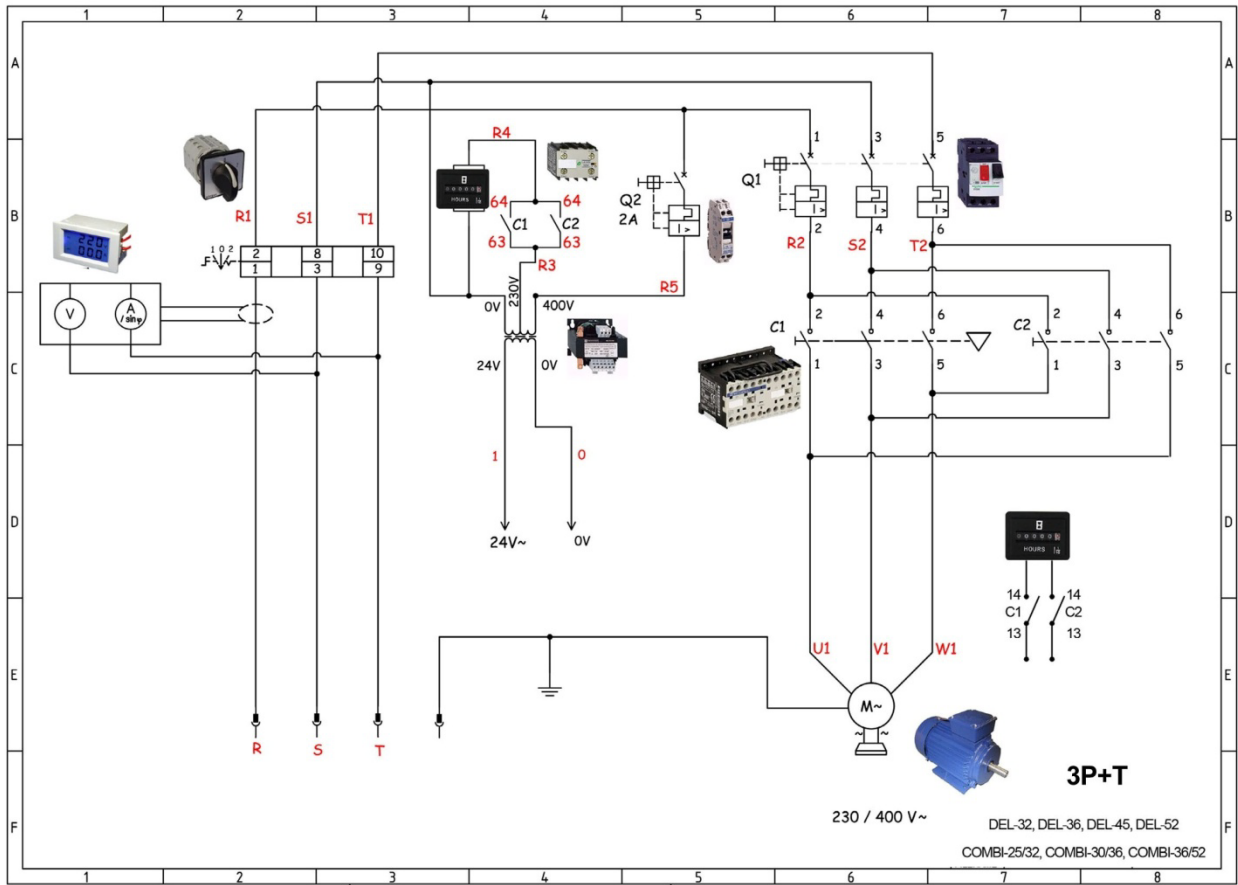 1 2 3 4 5 6 7 8
A A
R4
1 3 5
Q1
Q2
2A
HOURS
64 64
C1 C2
63 63
B B
R1 S1 T1
R3
R5
2 4 6
R2 S2 T2
220
000
1 0 2
2 8 10
1 3 9
V
A
/ sin φ
0V 230V 400V
24V 0V
C1 2 4 6
C2 2 4 6
1 3 5
1 3 5
C C
1 0
D D
24V~ 0V
HOURS
14 14
C1 C2
13 13
U1 V1 W1
E E
M~
~ ~
R S T
3P+T
230 / 400 V~
F F
DEL-32, DEL-36, DEL-45, DEL-52
COMBI-25/32, COMBI-30/36, COMBI-36/52
1 2 3 4 5 6 7 8